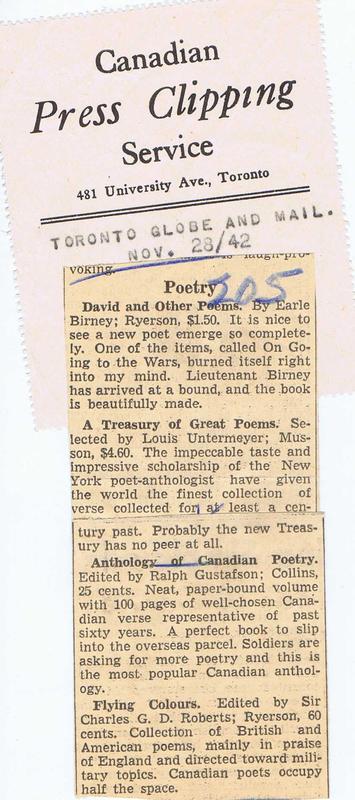 Canadian
Press Clipping
Service
481 University Ave., Toronto
TORONTO GLOBE AND MAIL.
NOV. 28/42
is laugh-pro-
voking.
Poetry
205
David and Other Poems. By Earle
Birney; Ryerson, $1.50. It is nice to
see a new poet emerge so complete-
ly. One of the items, called On Go-
ing to the Wars, burned itself right
into my mind. Lieutenant Birney
has arrived at a bound, and the book
is beautifully made.
A Treasury of Great Poems. Se-
lected by Louis Untermeyer; Mus-
son, $4.60. The impeccable taste and
impressive scholarship of the New
York poet-anthologist have given
the world the finest collection of
verse collected for at least a cen-
tury past. Probably the new Treas-
ury has no peer at all.
Anthology of Canadian Poetry.
Edited by Ralph Gustafson; Collins,
25 cents. Neat, paper-bound volume
with 100 pages of well-chosen Cana-
dian verse representative of past
sixty years. A perfect book to slip
into the overseas parcel. Soldiers are
asking for more poetry and this is
the most popular Canadian anthol-
ogy.
Flying Colours. Edited by Sir
Charles G. D. Roberts; Ryerson, 60
cents. Collection of British and
American poems, mainly in praise
of England and directed toward mili-
tary topics. Canadian poets occupy
half the space.